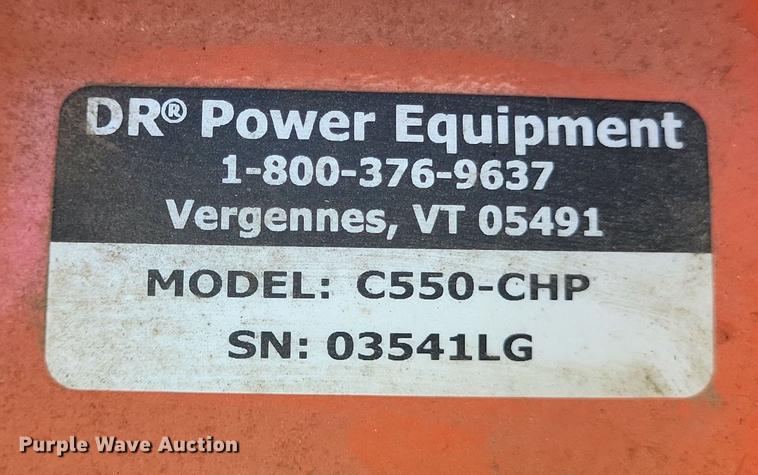 DR® Power Equipment
1-800-376-9637
Vergennes, VT 05491
MODEL: C550-CHP
SN: 03541LG
Purple Wave Auction